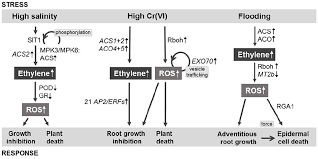 STRESS
High salinity
High Cr(VI)
Flooding
phosphorylation
SIT1
MPK3/MPK6↑
ACS2↑
ACS↑
Ethylene↑
POD↓
GR↓
ROS↑
Growth inhibition
Plant death
ACS1+2↑
ACO4+5↑
Rboh↑
EXO70↑
vesicle trafficking
Ethylene↑
ROS↑
21 AP2/ERFs↑
Root growth inhibition
Plant death
ACS↑
ACO↑
Ethylene↑
Rboh↑
MT2b↓
ROS↑
RGA1
force
Adventitious root growth
Epidermal cell death
RESPONSE